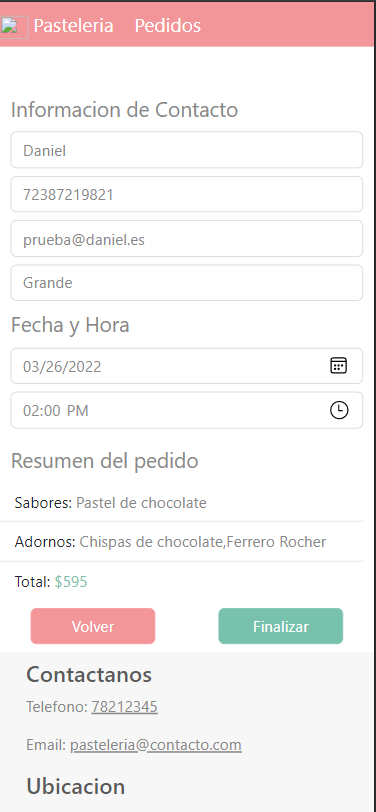 Pasteleria Pedidos
Informacion de Contacto
Daniel
72387219821
prueba@daniel.es
Grande
Fecha y Hora
03/26/2022
02:00 PM
Resumen del pedido
Sabores: Pastel de chocolate
Adornos: Chispas de chocolate,Ferrero Rocher
Total: $595
Volver Finalizar
Contactanos
Telefono: 78212345
Email: pasteleria@contacto.com
Ubicacion